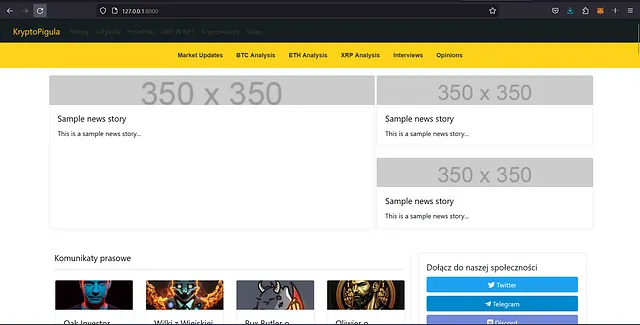 127.0.0.1:8000
KryptoPigula Newsy Artykuły Poradniki DeFi & NFT Kryptowaluty Sklep
Market Updates BTC Analysis ETH Analysis XRP Analysis Interviews Opinions
350 x 350
Sample news story
This is a sample news story...
350 x 350
Sample news story
This is a sample news story...
350 x 350
Sample news story
This is a sample news story...
Komunikaty prasowe
Oak Investor
Wilki z Wiejskiej
Bux Butler o
Oliwier o
Dołącz do naszej społeczności
Twitter
Telegram
Discord